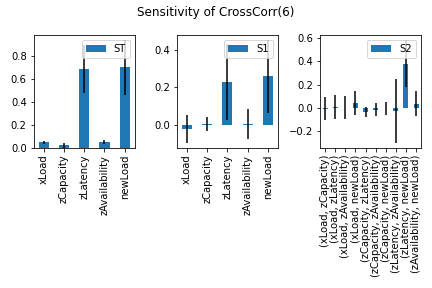 Sensitivity of CrossCorr(6)
ST
0.8
0.6
0.4
0.2
0.0
xLoad
zCapacity
zLatency
zAvailability
newLoad
S1
0.4
0.2
0.0
xLoad
zCapacity
zLatency
zAvailability
newLoad
S2
0.6
0.4
0.2
0.0
−0.2
(xLoad, zCapacity)
(xLoad, zLatency)
(xLoad, zAvailability)
(xLoad, newLoad)
(zCapacity, zLatency)
(zCapacity, zAvailability)
(zCapacity, newLoad)
(zLatency, zAvailability)
(zLatency, newLoad)
(zAvailability, newLoad)